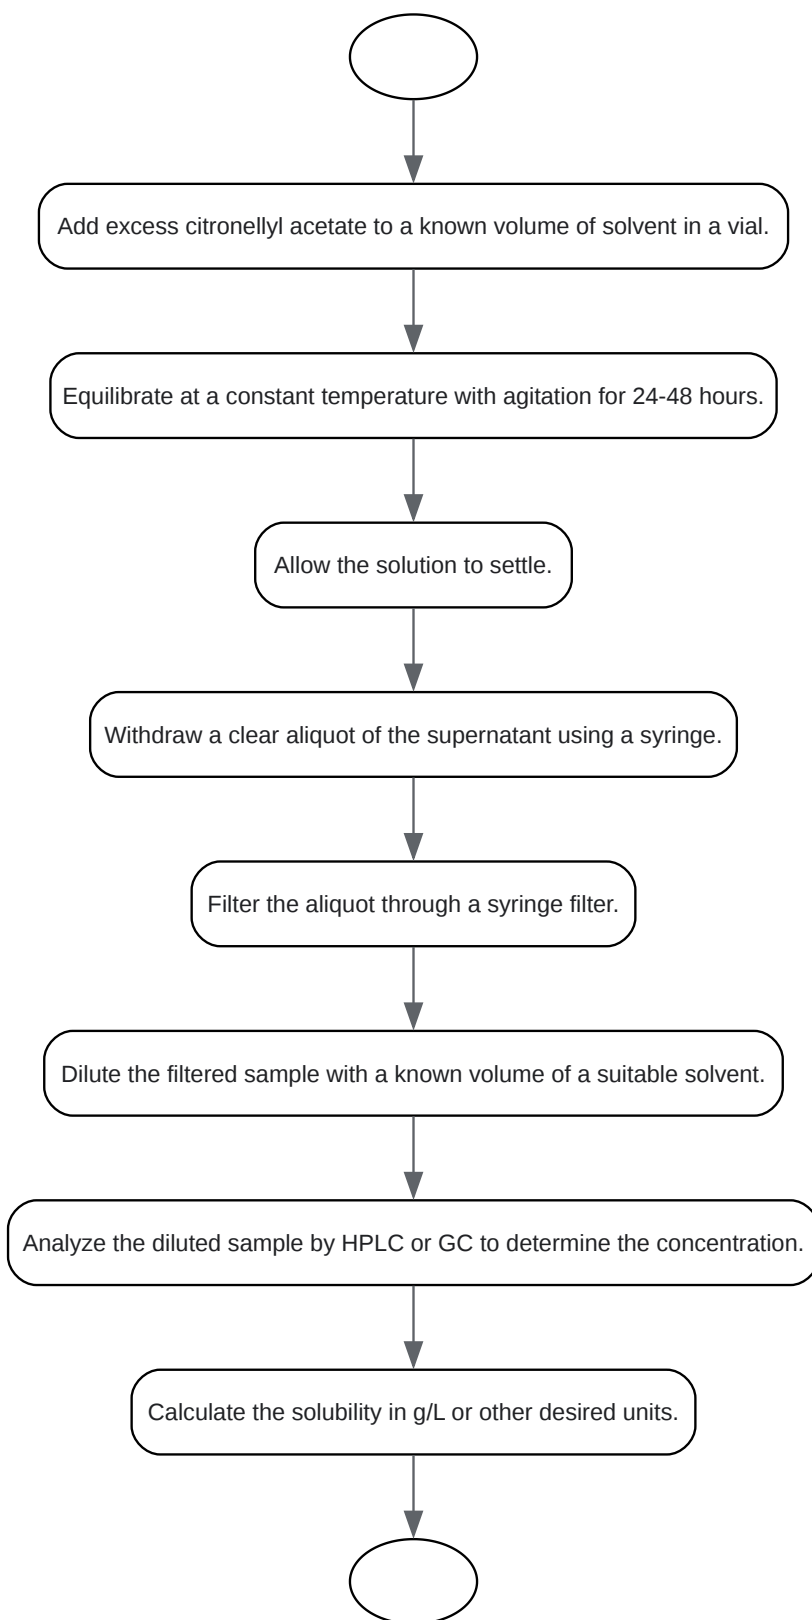 Add excess citronellyl acetate to a known volume of solvent in a vial.
Equilibrate at a constant temperature with agitation for 24-48 hours.
Allow the solution to settle.
Withdraw a clear aliquot of the supernatant using a syringe.
Filter the aliquot through a syringe filter.
Dilute the filtered sample with a known volume of a suitable solvent.
Analyze the diluted sample by HPLC or GC to determine the concentration.
Calculate the solubility in g/L or other desired units.